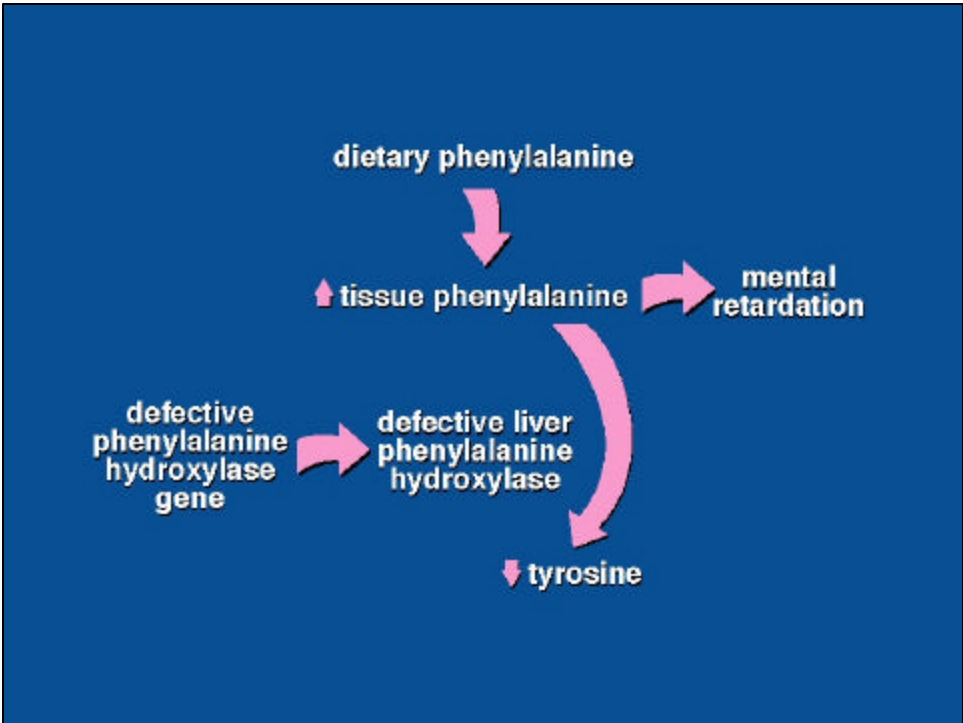 dietary phenylalanine
tissue phenylalanine
mental
retardation
defective
phenylalanine
hydroxylase
gene
defective liver
phenylalanine
hydroxylase
tyrosine